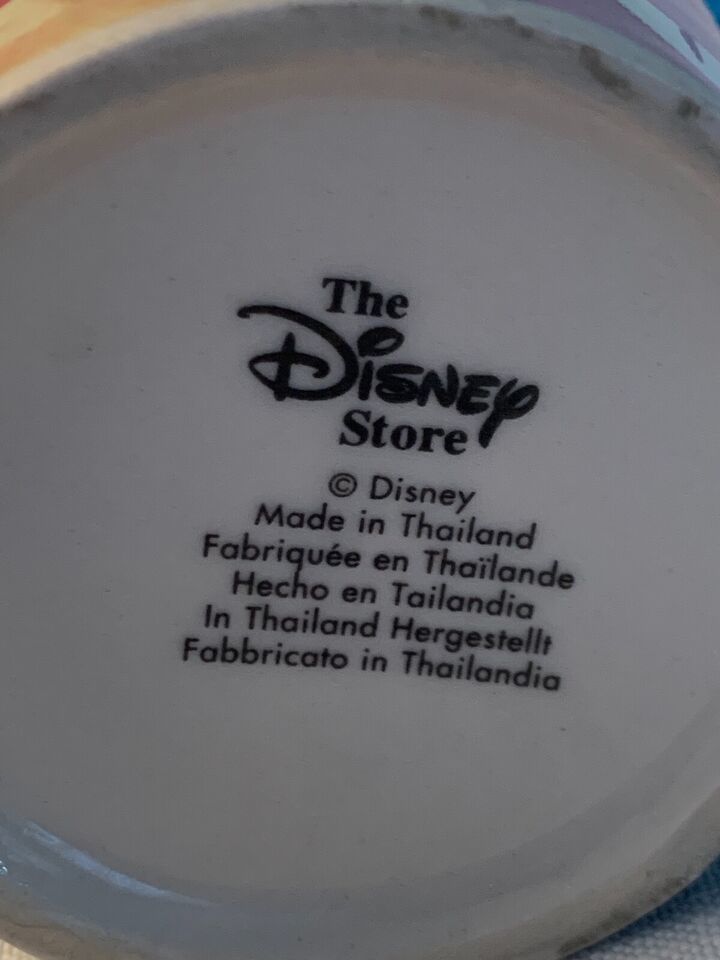 The
Disney
Store
© Disney
Made in Thailand
Fabriquée en Thaïlande
Hecho en Tailandia
In Thailand Hergestellt
Fabbricato in Thailandia